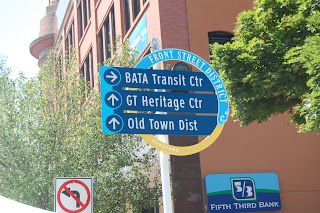 FRONT STREET DISTRICT
BATA Transit Ctr
GT Heritage Ctr
Old Town Dist
FIFTH THIRD BANK